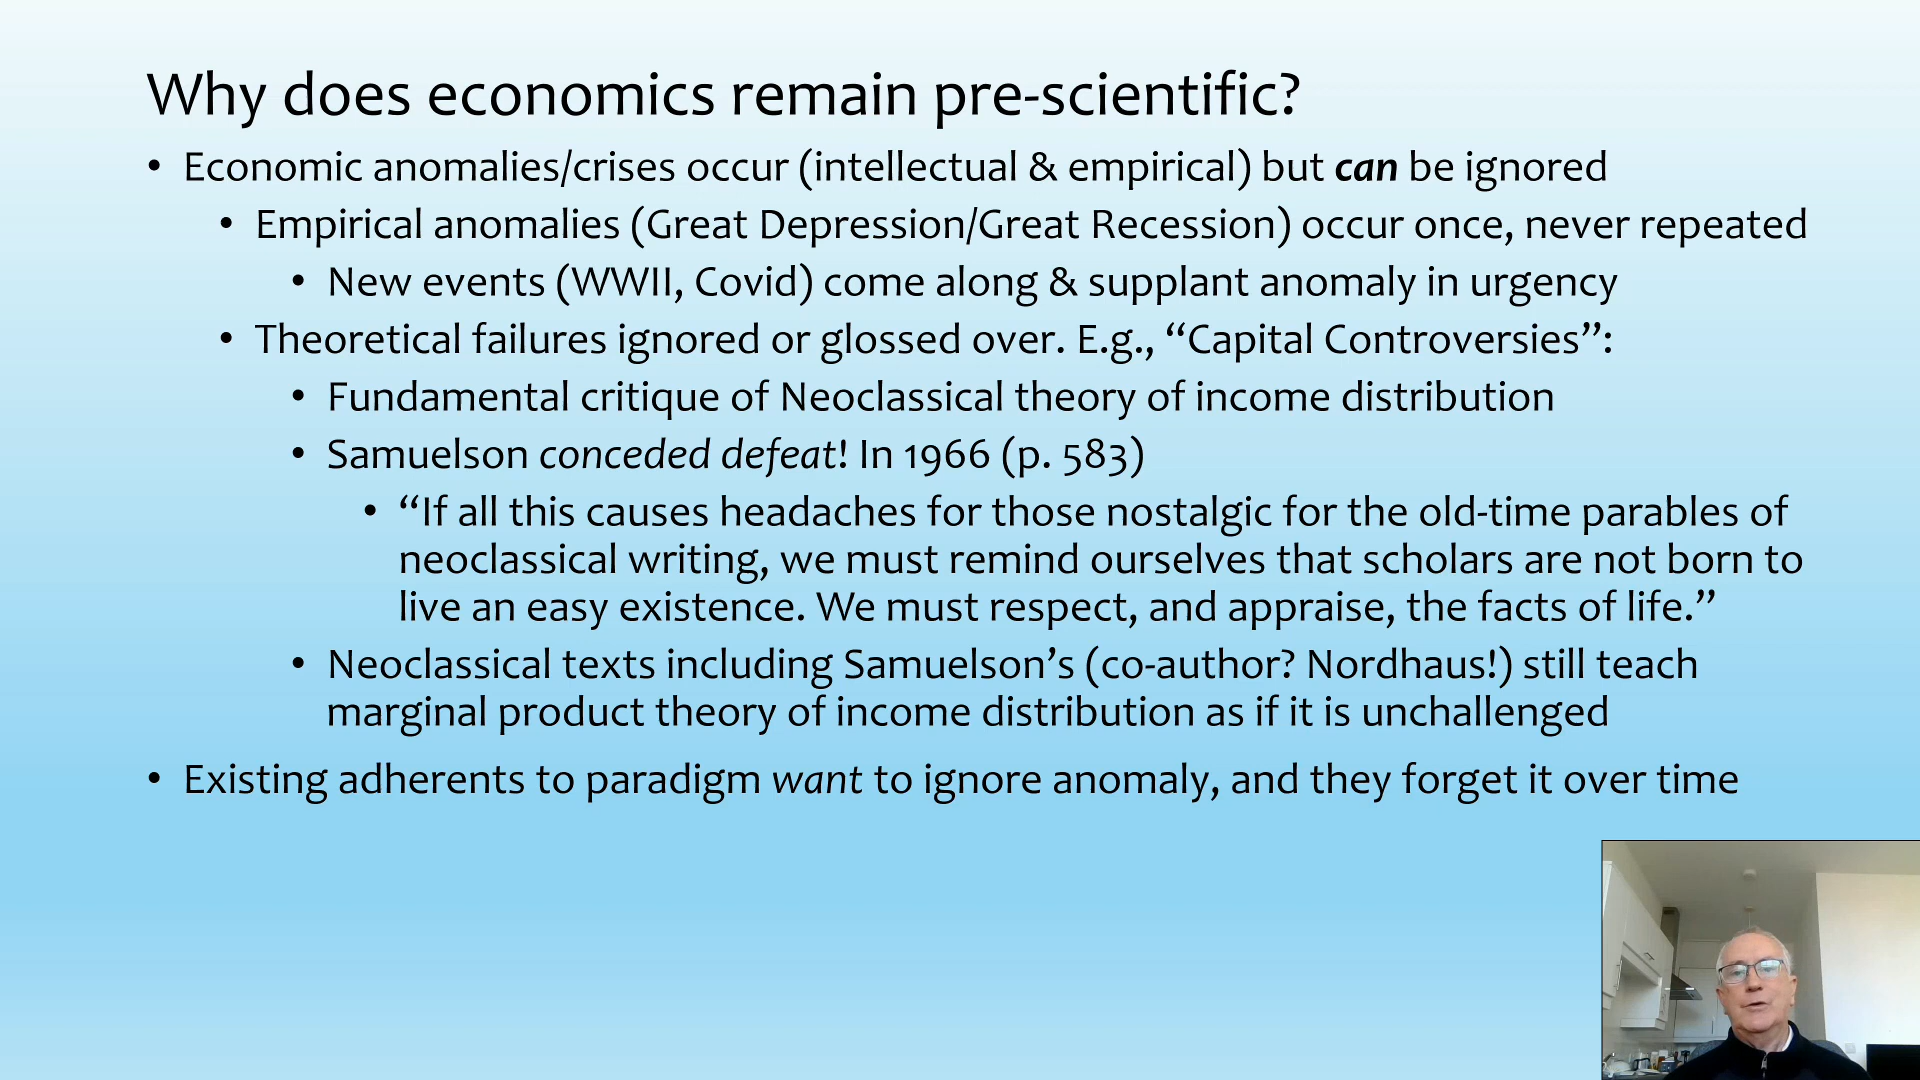 Why does economics remain pre-scientific?
• Economic anomalies/crises occur (intellectual & empirical) but can be ignored
• Empirical anomalies (Great Depression/Great Recession) occur once, never repeated
• New events (WWII, Covid) come along & supplant anomaly in urgency
• Theoretical failures ignored or glossed over. E.g., “Capital Controversies”:
• Fundamental critique of Neoclassical theory of income distribution
• Samuelson conceded defeat! In 1966 (p. 583)
• “If all this causes headaches for those nostalgic for the old-time parables of
neoclassical writing, we must remind ourselves that scholars are not born to
live an easy existence. We must respect, and appraise, the facts of life.”
• Neoclassical texts including Samuelson’s (co-author? Nordhaus!) still teach
marginal product theory of income distribution as if it is unchallenged
• Existing adherents to paradigm want to ignore anomaly, and they forget it over time